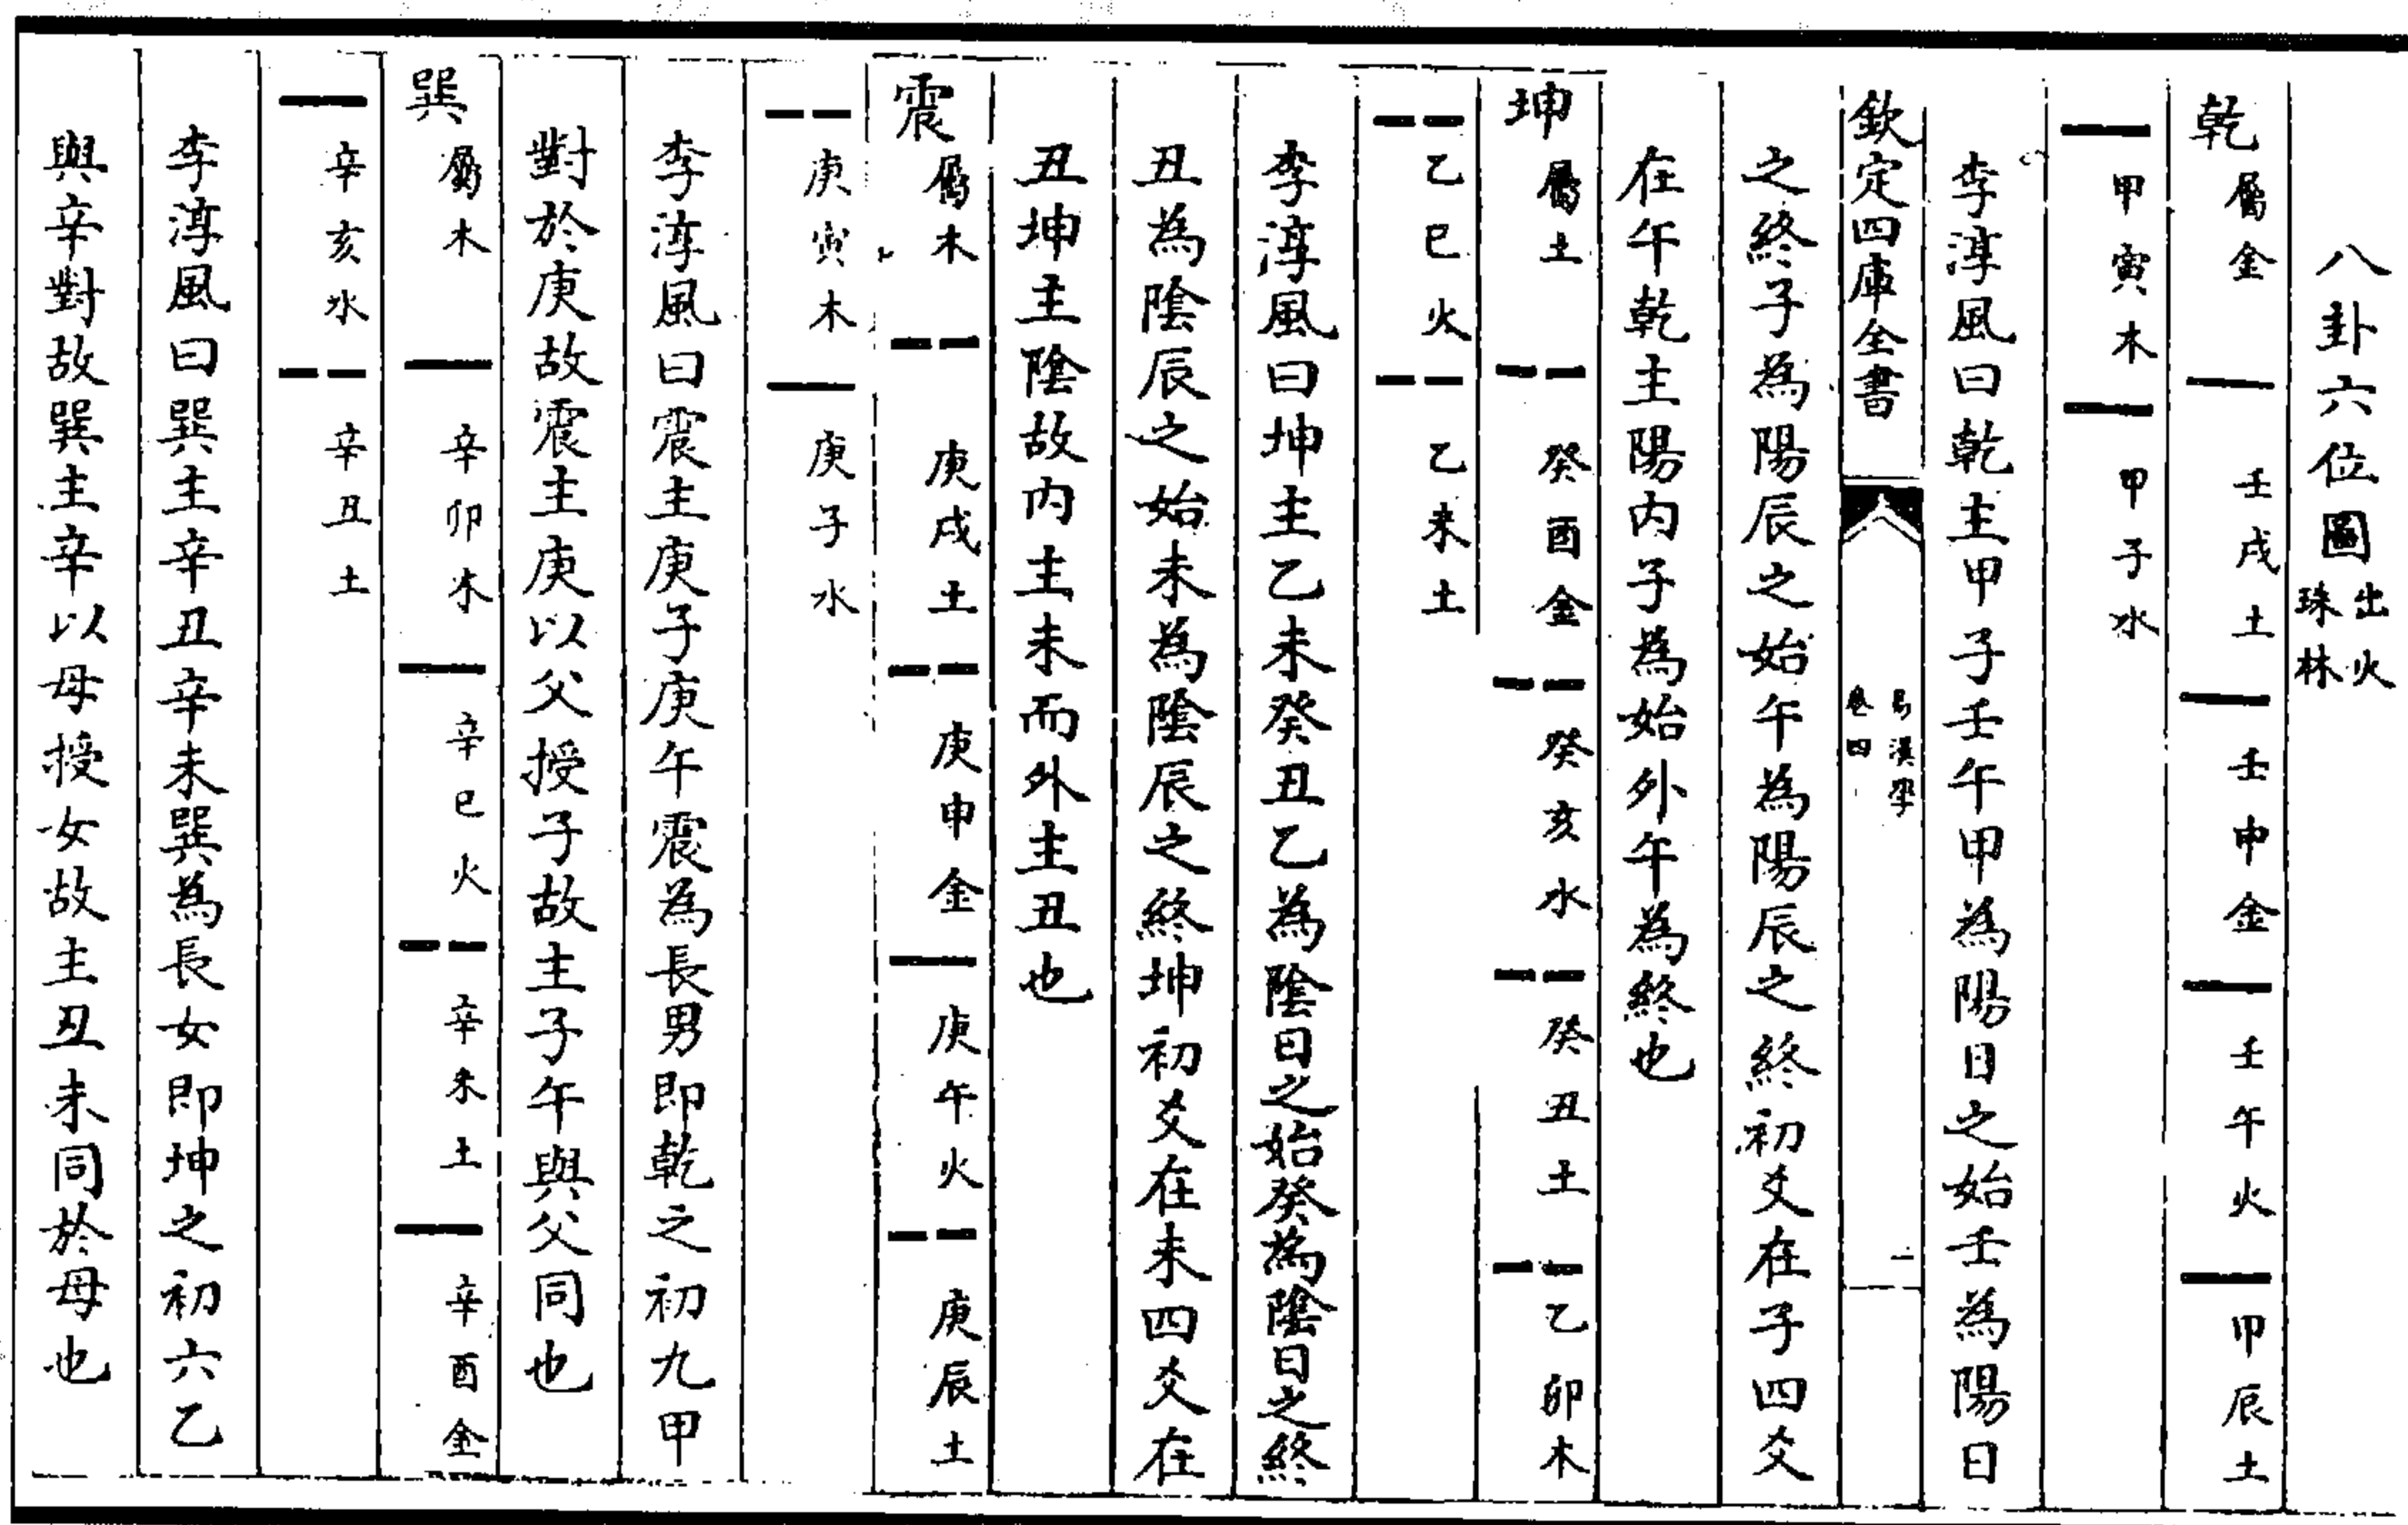 八卦六位圖出火珠林
乾屬金 壬戌土 壬申金 壬午火 甲辰土
甲寅木 甲子水
李淳風曰乾主甲子壬午甲為陽日之始壬為陽日
欽定四庫全書 易漢學 卷四 一
之終子為陽辰之始午為陽辰之終初爻在子四爻
在午乾主陽内子為始外午為終也
坤屬土 癸酉金 癸亥水 癸丑土 乙卯木
乙巳火 乙未土
李淳風曰坤主乙未癸丑乙為陰日之始癸為陰日之終
丑為陰辰之始未為陰辰之終坤初爻在未四爻在
丑坤主陰故内主未而外主丑也
震屬木 庚戌土 庚申金 庚午火 庚辰土
庚寅木 庚子水
李淳風曰震主庚子庚午震為長男即乾之初九甲
對於庚故震主庚以父授子故主子午與父同也
巽屬木 辛卯木 辛巳火 辛未土 辛酉金
辛亥水 辛丑土
李淳風曰巽主辛丑辛未巽為長女即坤之初六乙
與辛對故巽主辛以母授女故主丑未同於母也